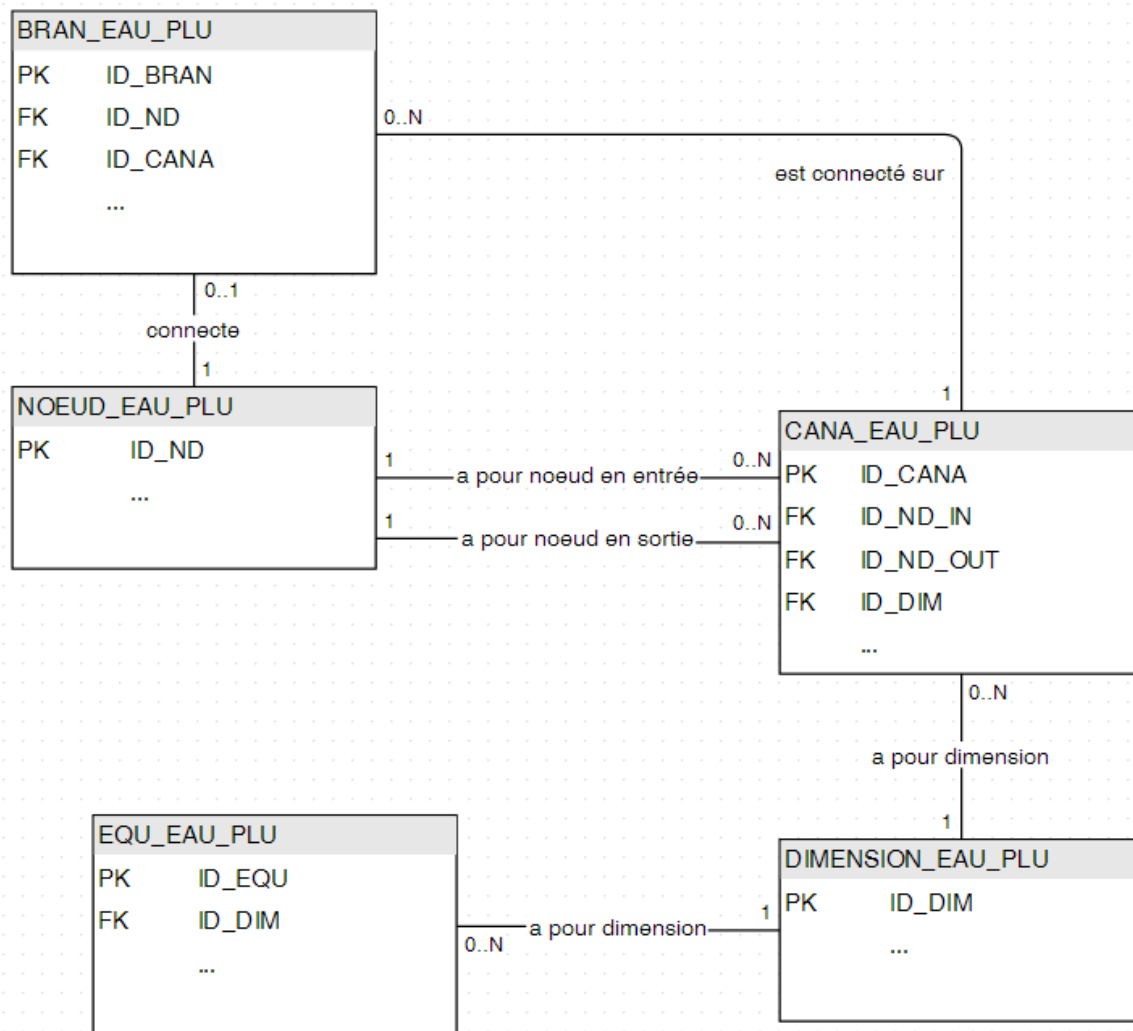 BRAN_EAU_PLU
PK ID_BRAN
FK ID_ND
FK ID_CANA
...
0..N
est connecté sur
1
0..1
connecte
1
NOEUD_EAU_PLU
PK ID_ND
...
1 a pour noeud en entrée 0..N
1 a pour noeud en sortie 0..N
CANA_EAU_PLU
PK ID_CANA
FK ID_ND_IN
FK ID_ND_OUT
FK ID_DIM
...
0..N
a pour dimension
1
EQU_EAU_PLU
PK ID_EQU
FK ID_DIM
...
0..N a pour dimension 1
DIMENSION_EAU_PLU
PK ID_DIM
...